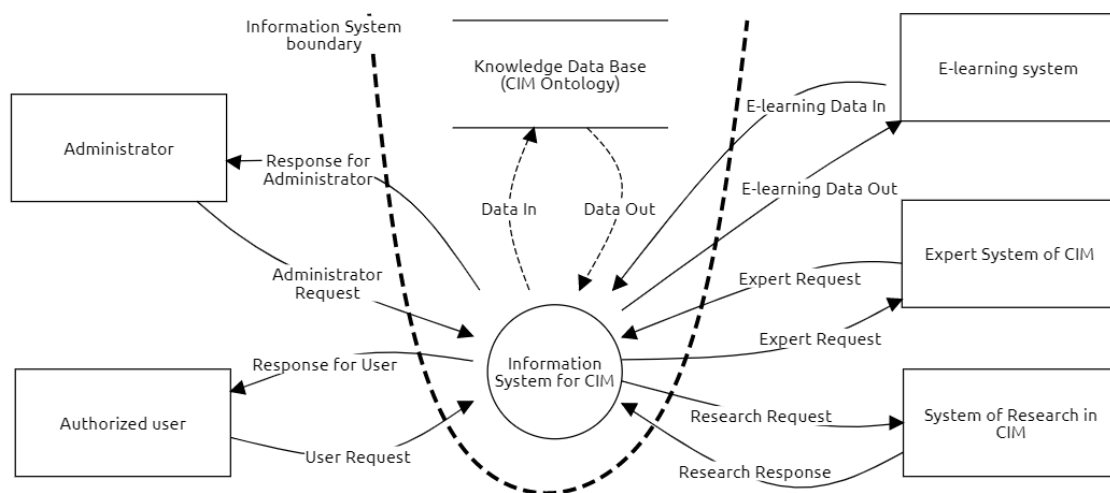 Information System
boundary
Knowledge Data Base
(CIM Ontology)
E-learning system
E-learning Data In
Administrator
Response for
Administrator
E-learning Data Out
Data In
Data Out
Administrator
Request
Expert System of CIM
Expert Request
Expert Request
Response for User
Information
System for CIM
Authorized user
User Request
Research Request
System of Research in
CIM
Research Response